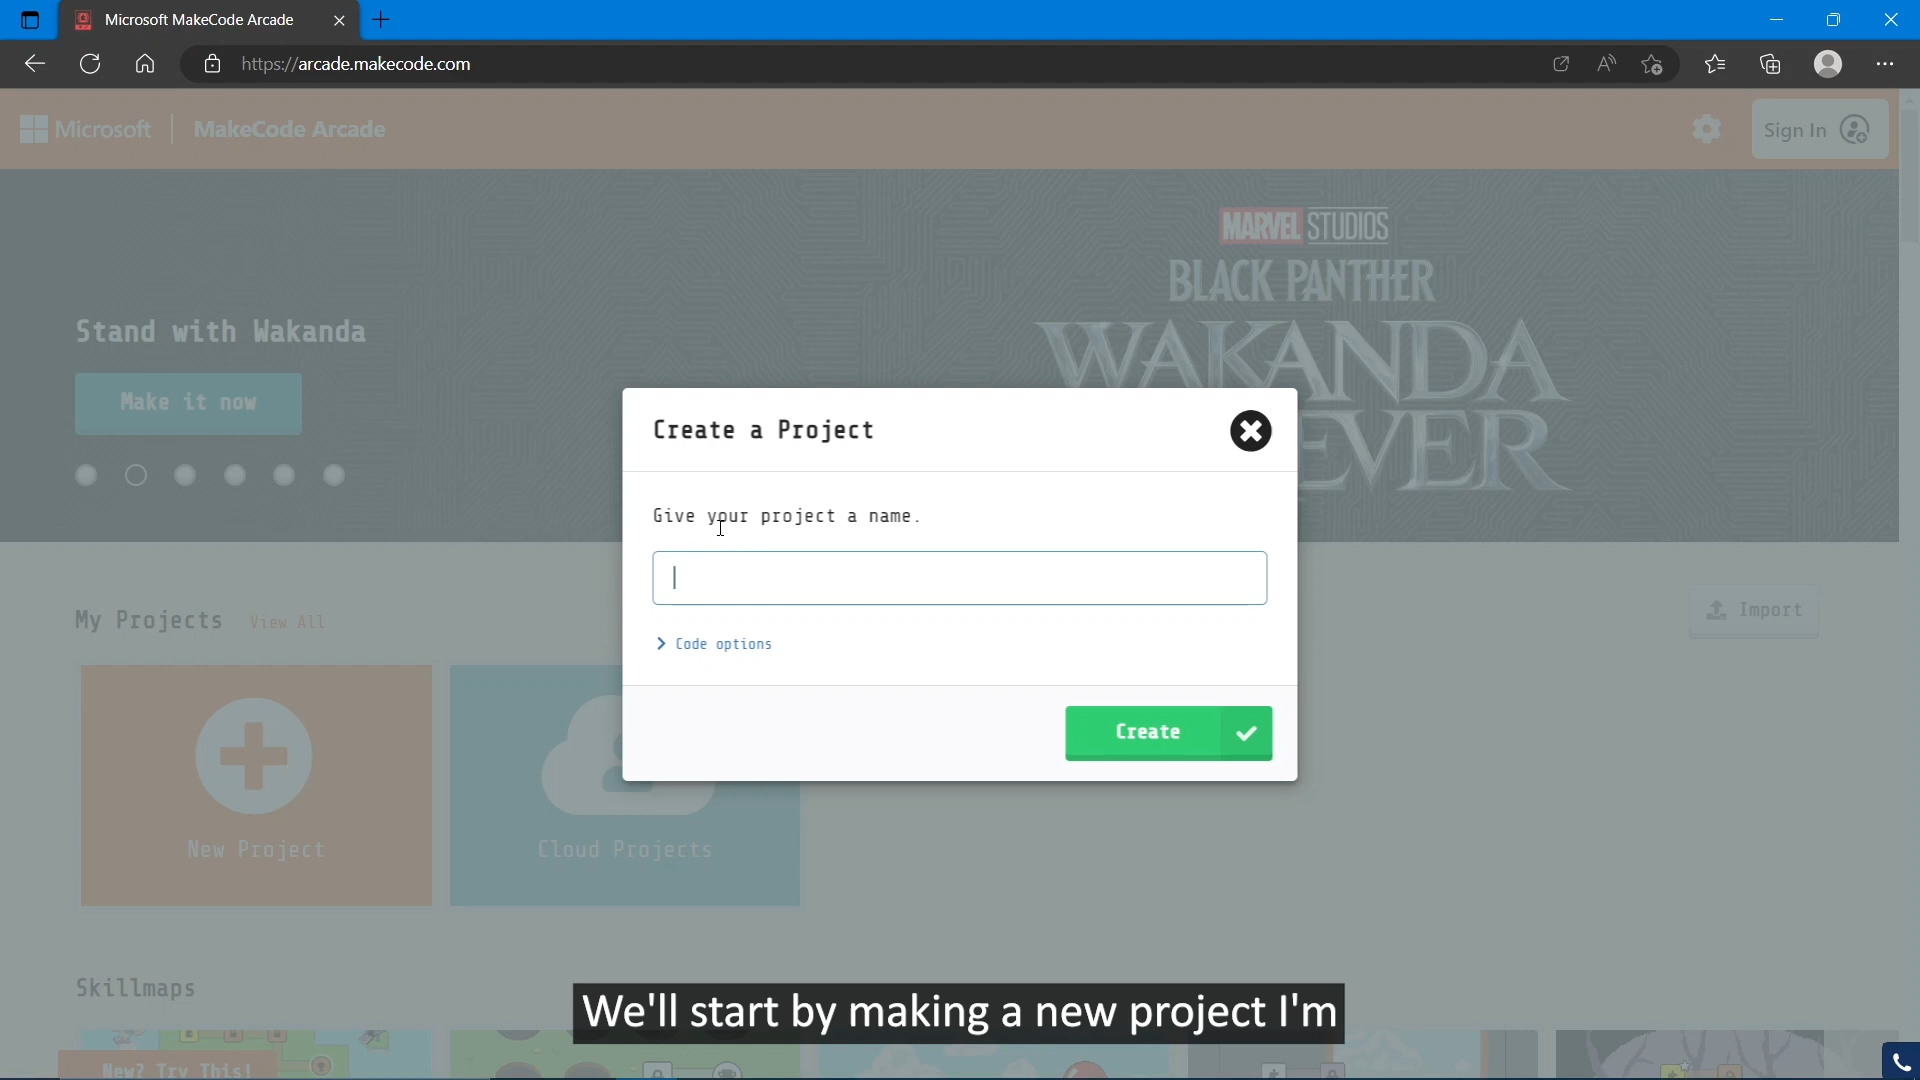 Microsoft MakeCode Arcade
https://arcade.makecode.com
Microsoft | MakeCode Arcade
Sign In
MARVEL STUDIOS
BLACK PANTHER
WAKANDA
Stand with Wakanda
Make it now
Create a Project
Give your project a name.
Code options
Create
My Projects View All
Import
New Project
Cloud Projects
Skillmaps
We'll start by making a new project I'm
New? Try This!